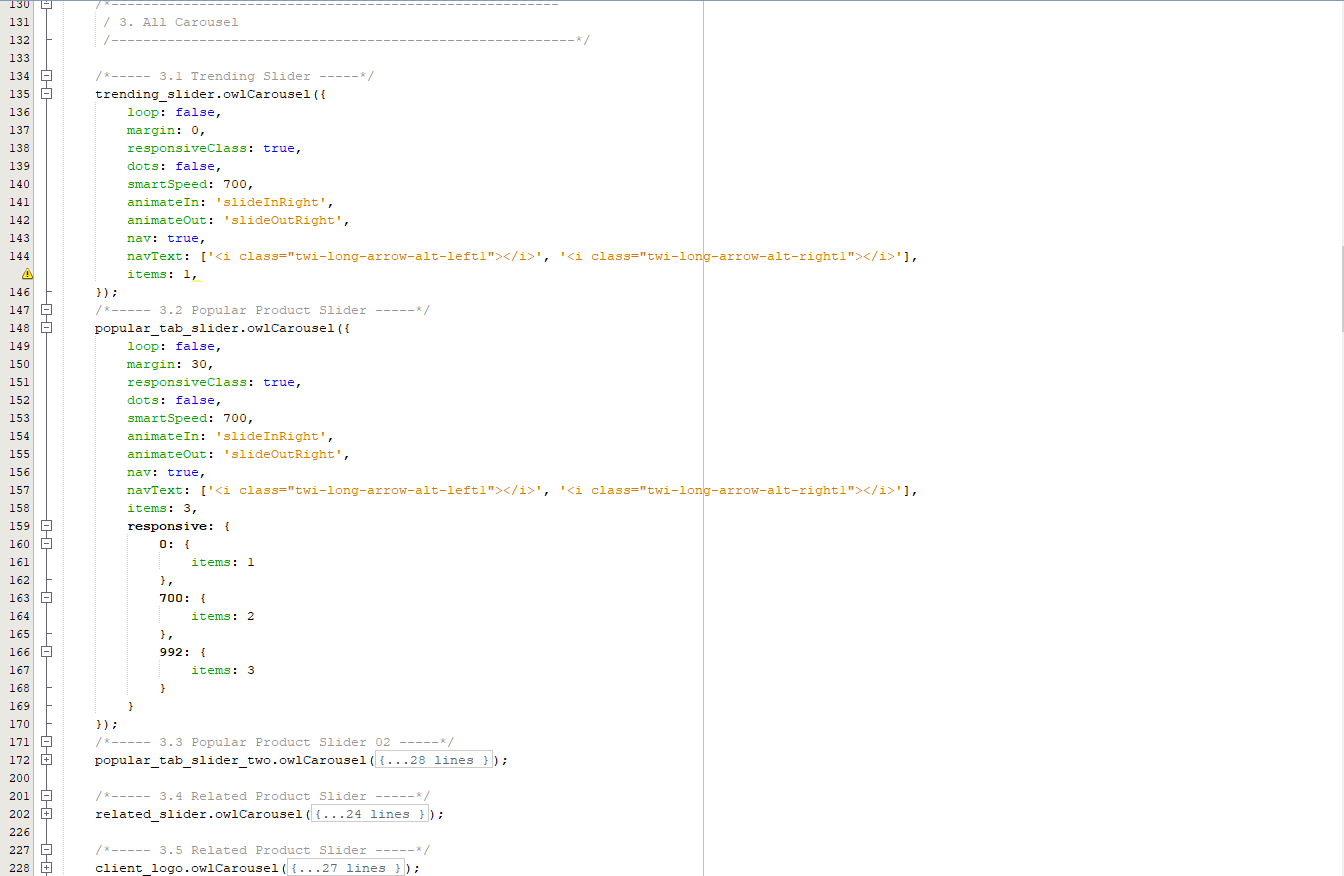 130 /*--------------------------------------------------------
131 / 3. All Carousel
132 /----------------------------------------------------------*/
133
134 /*----- 3.1 Trending Slider -----*/
135 trending_slider.owlCarousel({
136 loop: false,
137 margin: 0,
138 responsiveClass: true,
139 dots: false,
140 smartSpeed: 700,
141 animateIn: 'slideInRight',
142 animateOut: 'slideOutRight',
143 nav: true,
144 navText: ['<i class="twi-long-arrow-alt-left1"></i>', '<i class="twi-long-arrow-alt-right1"></i>'],
items: 1,
146 });
147 /*----- 3.2 Popular Product Slider -----*/
148 popular_tab_slider.owlCarousel({
149 loop: false,
150 margin: 30,
151 responsiveClass: true,
152 dots: false,
153 smartSpeed: 700,
154 animateIn: 'slideInRight',
155 animateOut: 'slideOutRight',
156 nav: true,
157 navText: ['<i class="twi-long-arrow-alt-left1"></i>', '<i class="twi-long-arrow-alt-right1"></i>'],
158 items: 3,
159 responsive: {
160 0: {
161 items: 1
162 },
163 700: {
164 items: 2
165 },
166 992: {
167 items: 3
168 }
169 }
170 });
171 /*----- 3.3 Popular Product Slider 02 -----*/
172 popular_tab_slider_two.owlCarousel({...28 lines });
200
201 /*----- 3.4 Related Product Slider -----*/
202 related_slider.owlCarousel({...24 lines });
226
227 /*----- 3.5 Related Product Slider -----*/
228 client_logo.owlCarousel({...27 lines });